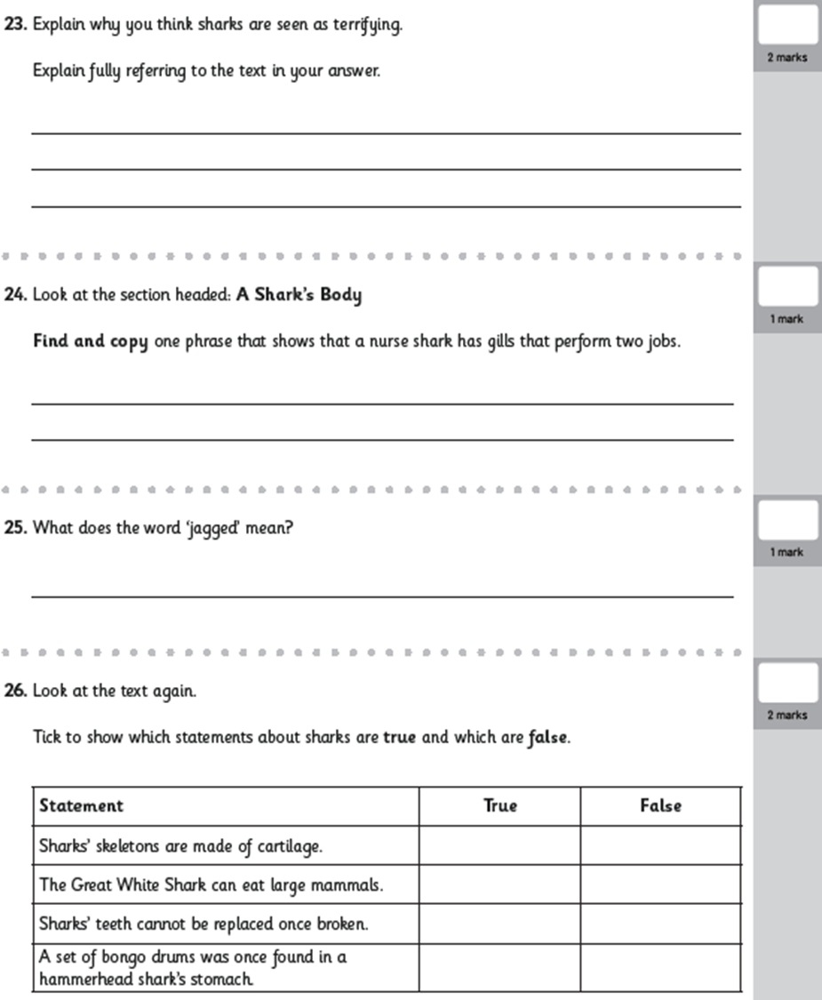 23. Explain why you think sharks are seen as terrifying.
2 marks
Explain fully referring to the text in your answer.
24. Look at the section headed: A Shark's Body
1 mark
Find and copy one phrase that shows that a nurse shark has gills that perform two jobs.
25. What does the word 'jagged' mean?
1 mark
26. Look at the text again.
2 marks
Tick to show which statements about sharks are true and which are false.
Statement True False
Sharks' skeletons are made of cartilage.
The Great White Shark can eat large mammals.
Sharks' teeth cannot be replaced once broken.
A set of bongo drums was once found in a
hammerhead shark's stomach.